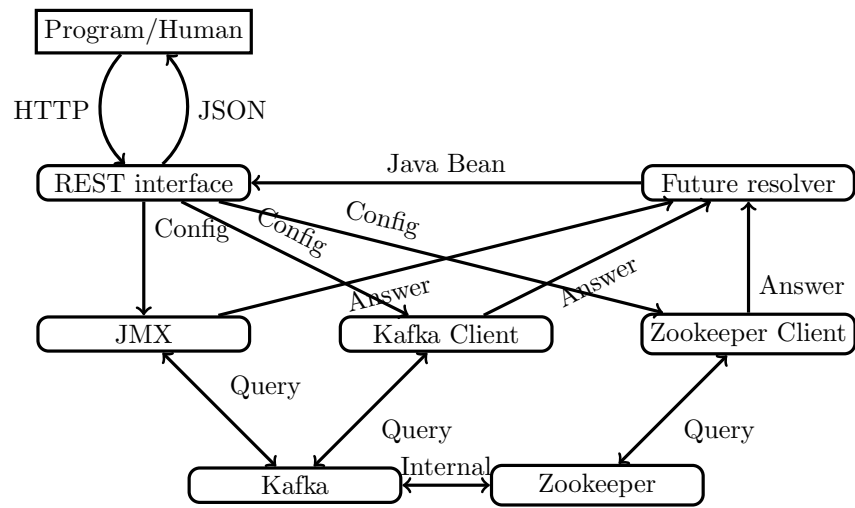 Program/Human
HTTP
JSON
Java Bean
REST interface
Future resolver
Config
Config
Config
Answer
Answer
Answer
JMX
Kafka Client
Zookeeper Client
Query
Query
Query
Internal
Kafka
Zookeeper